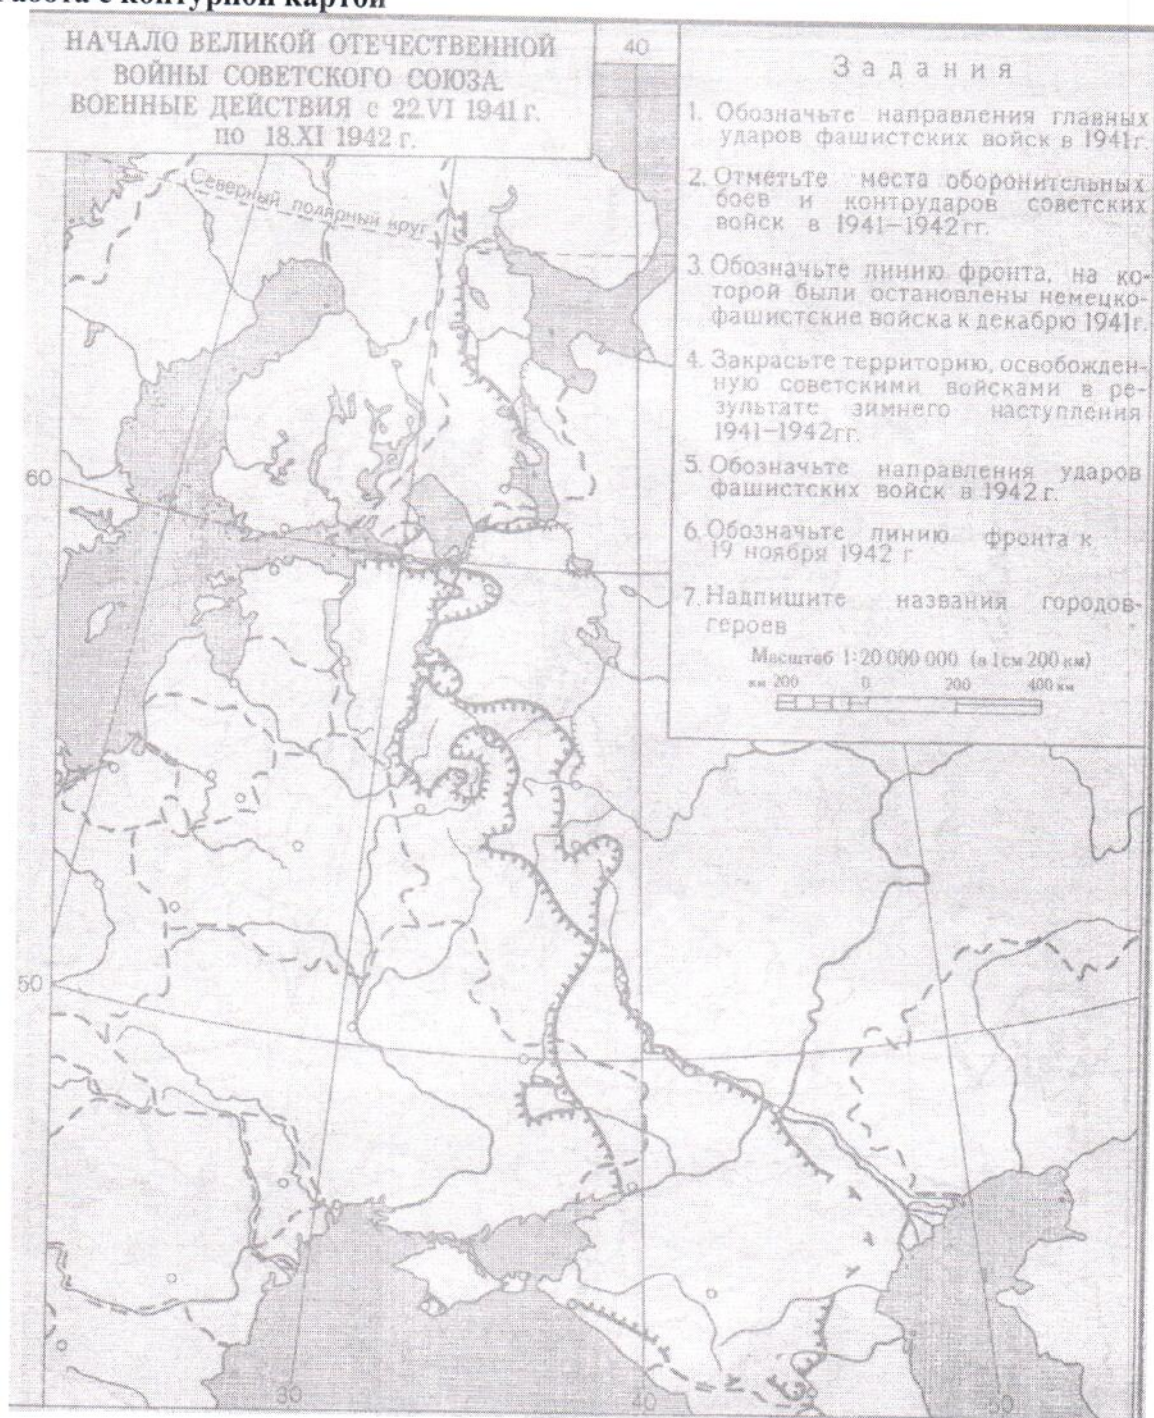 Работа с контурной картой
НАЧАЛО ВЕЛИКОЙ ОТЕЧЕСТВЕННОЙ
ВОЙНЫ СОВЕТСКОГО СОЮЗА.
ВОЕННЫЕ ДЕЙСТВИЯ с 22.VI 1941 г.
по 18.XI 1942 г.
40
Северный полярный круг
60
50
30
40
50
Задания
1. Обозначьте направления главных
ударов фашистских войск в 1941г.
2. Отметьте места оборонительных
боев и контрударов советских
войск в 1941–1942гг.
3. Обозначьте линию фронта, на ко-
торой были остановлены немецко-
фашистские войска к декабрю 1941г.
4. Закрасьте территорию, освобожден-
ную советскими войсками в ре-
зультате зимнего наступления
1941–1942гг.
5. Обозначьте направления ударов
фашистских войск в 1942 г.
6. Обозначьте линию фронта к
19 ноября 1942 г
7. Надпишите названия городов-
героев
Масштаб 1:20 000 000 (в 1см 200 км)
км 200 0 200 400 км